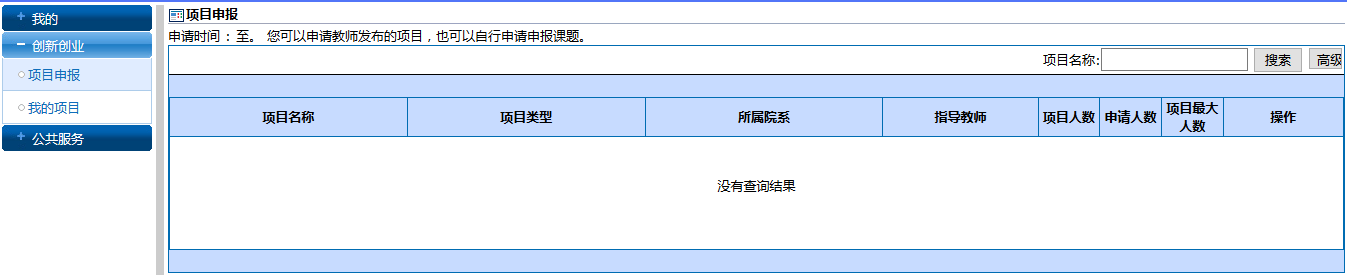 我的
创新创业
项目申报
我的项目
公共服务
项目申报
申请时间：至。 您可以申请教师发布的项目，也可以自行申请申报课题。
项目名称: 搜索 高级
项目名称 项目类型 所属院系 指导教师 项目人数 申请人数 项目最大
人数 操作
没有查询结果